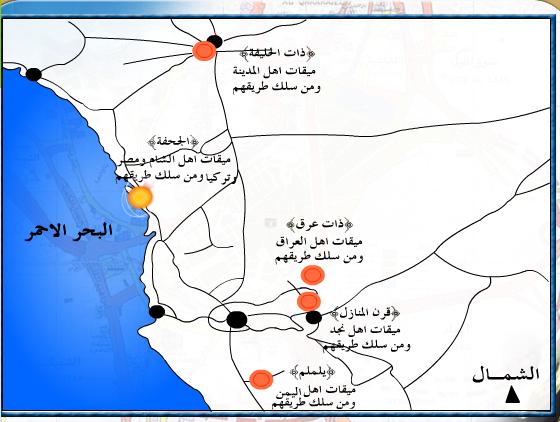 ﴿ذات الحليفة﴾
ميقات اهل المدينة
ومن سلك طريقهم
﴿الجحفة﴾
ميقات اهل الشام ومصر
وتركيا ومن سلك طريقهم
البحر الاحمر
﴿ذات عرق﴾
ميقات اهل العراق
ومن سلك طريقهم
﴿قرن المنازل﴾
ميقات اهل نجد
ومن سلك طريقهم
﴿يلملم﴾
ميقات اهل اليمن
ومن سلك طريقهم
الشمـــال